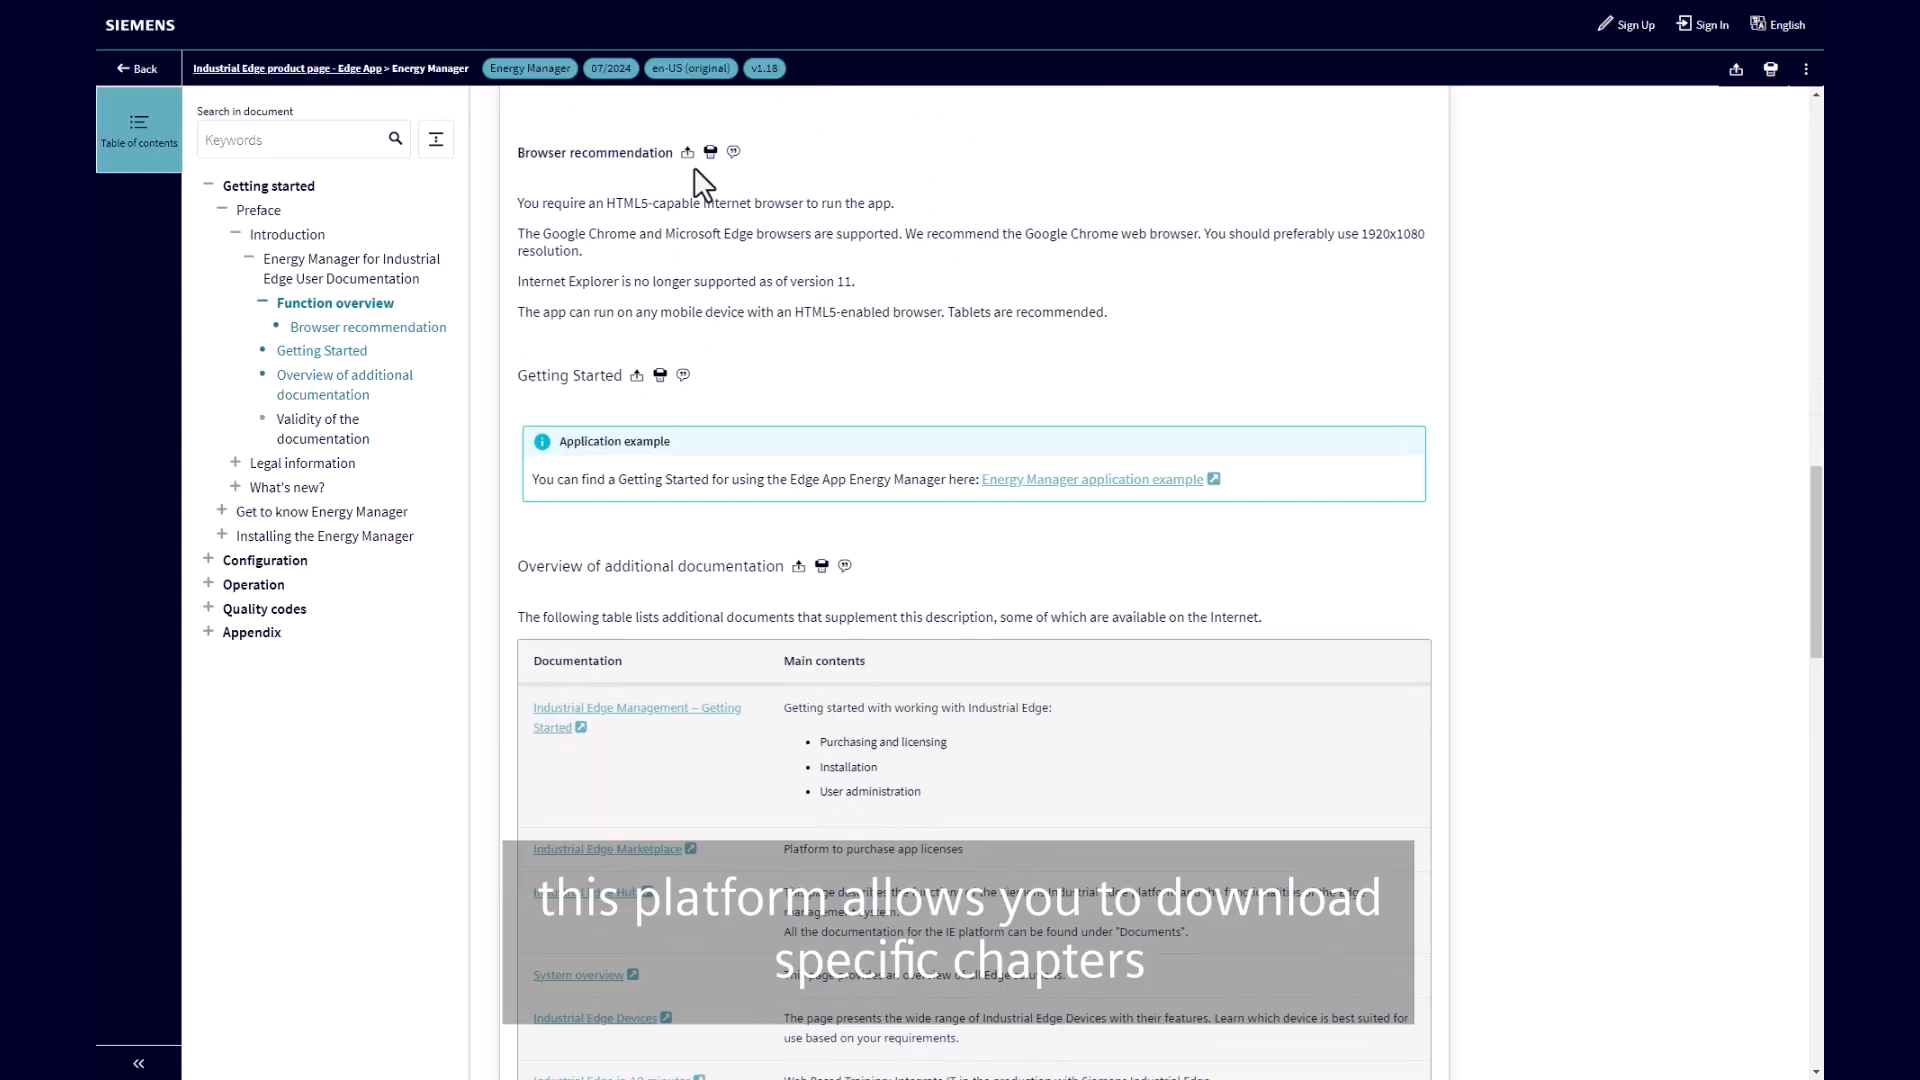 SIEMENS
Sign Up
Sign In
English
Back
Industrial Edge product page - Edge App > Energy Manager
Energy Manager
07/2024
en-US (original)
v1.18
Table of contents
Search in document
Keywords
Getting started
Preface
Introduction
Energy Manager for Industrial
Edge User Documentation
Function overview
Browser recommendation
Getting Started
Overview of additional
documentation
Validity of the
documentation
Legal information
What's new?
Get to know Energy Manager
Installing the Energy Manager
Configuration
Operation
Quality codes
Appendix
Browser recommendation
You require an HTML5-capable internet browser to run the app.
The Google Chrome and Microsoft Edge browsers are supported. We recommend the Google Chrome web browser. You should preferably use 1920x1080
resolution.
Internet Explorer is no longer supported as of version 11.
The app can run on any mobile device with an HTML5-enabled browser. Tablets are recommended.
Getting Started
Application example
You can find a Getting Started for using the Edge App Energy Manager here: Energy Manager application example
Overview of additional documentation
The following table lists additional documents that supplement this description, some of which are available on the Internet.
Documentation Main contents
Industrial Edge Management – Getting
Started
Getting started with working with Industrial Edge:
• Purchasing and licensing
• Installation
• User administration
Industrial Edge Marketplace
Platform to purchase app licenses
All the documentation for the IE platform can be found under "Documents".
System overview
This page provides an overview of all Edge solutions.
Industrial Edge Devices
The page presents the wide range of Industrial Edge Devices with their features. Learn which device is best suited for
use based on your requirements.
this platform allows you to download
specific chapters